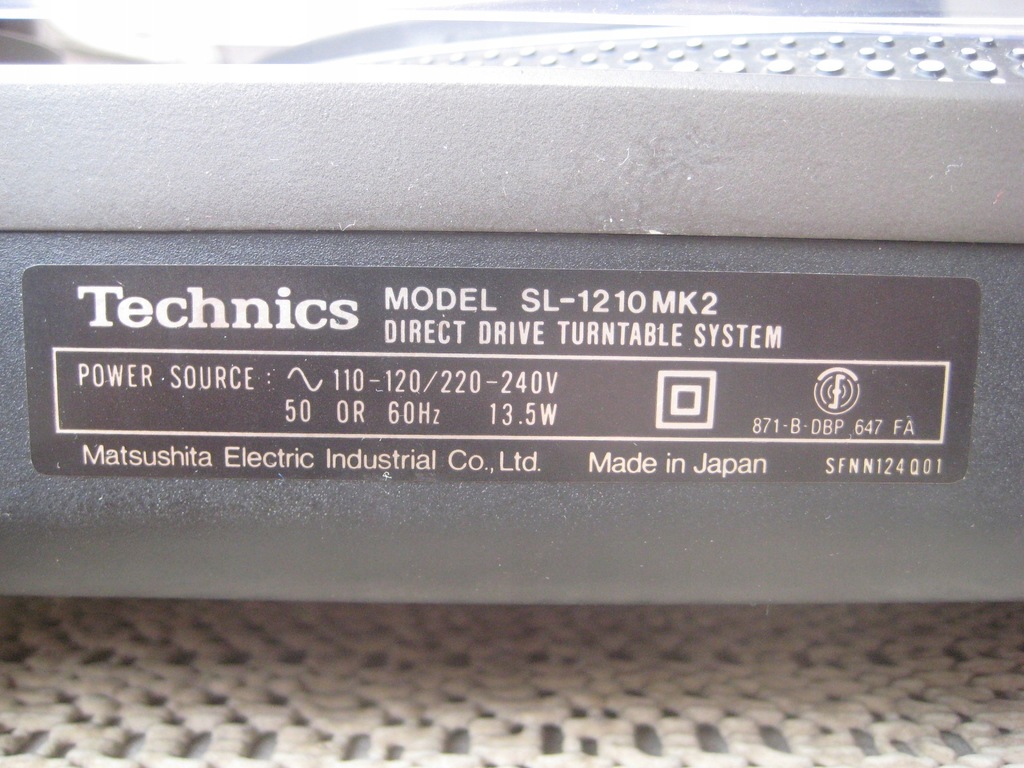 Technics MODEL SL-1210MK2
DIRECT DRIVE TURNTABLE SYSTEM
POWER SOURCE : ∿ 110-120/220-240V
50 OR 60Hz 13.5W
871-B-DBP 647 FA
Matsushita Electric Industrial Co., Ltd. Made in Japan SFNN124Q01